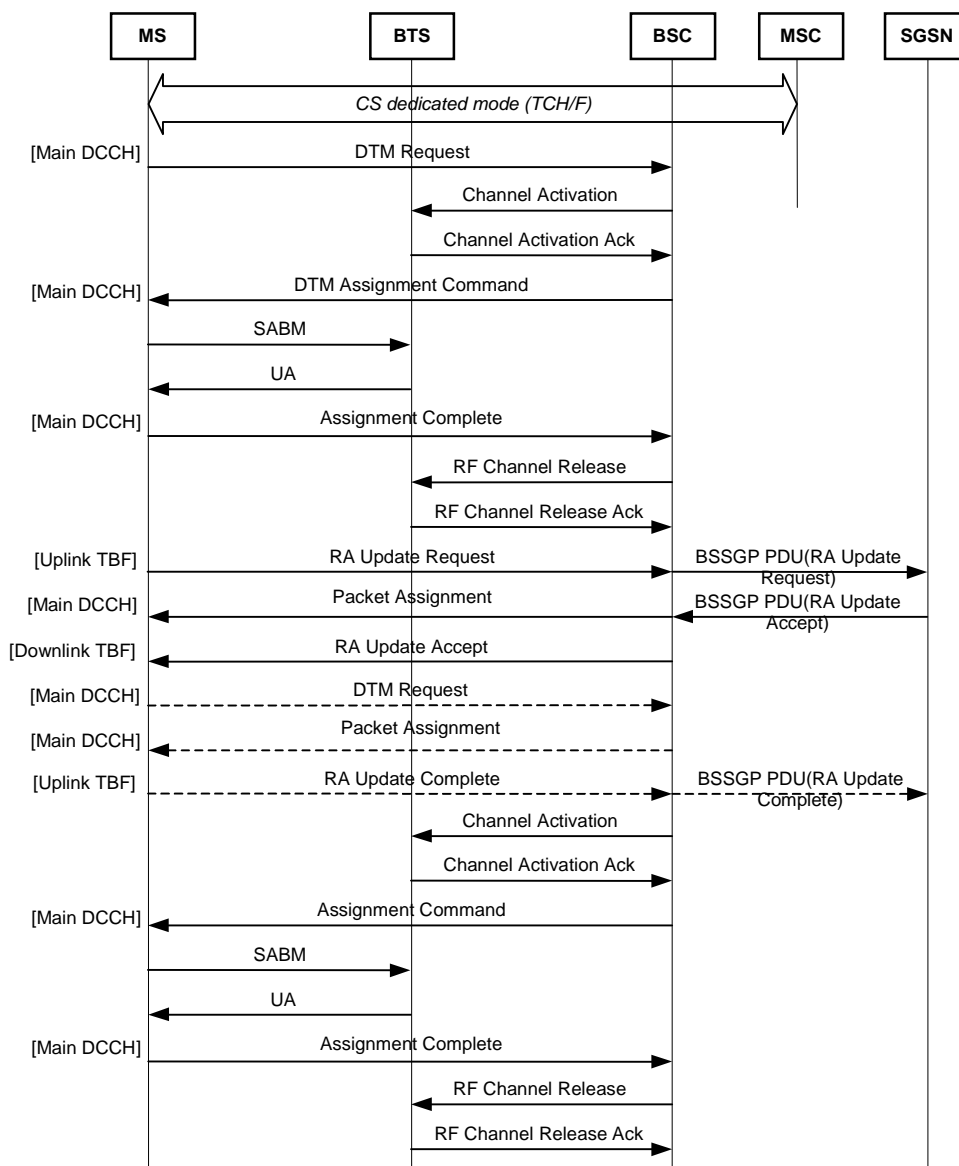 MS BTS BSC MSC SGSN
CS dedicated mode (TCH/F)
[Main DCCH] DTM Request
Channel Activation
Channel Activation Ack
[Main DCCH] DTM Assignment Command
SABM
UA
[Main DCCH] Assignment Complete
RF Channel Release
RF Channel Release Ack
[Uplink TBF] RA Update Request BSSGP PDU(RA Update
Request)
[Main DCCH] Packet Assignment BSSGP PDU(RA Update
Accept)
[Downlink TBF] RA Update Accept
[Main DCCH] DTM Request
[Main DCCH] Packet Assignment
[Uplink TBF] RA Update Complete BSSGP PDU(RA Update
Complete)
Channel Activation
Channel Activation Ack
[Main DCCH] Assignment Command
SABM
UA
[Main DCCH] Assignment Complete
RF Channel Release
RF Channel Release Ack